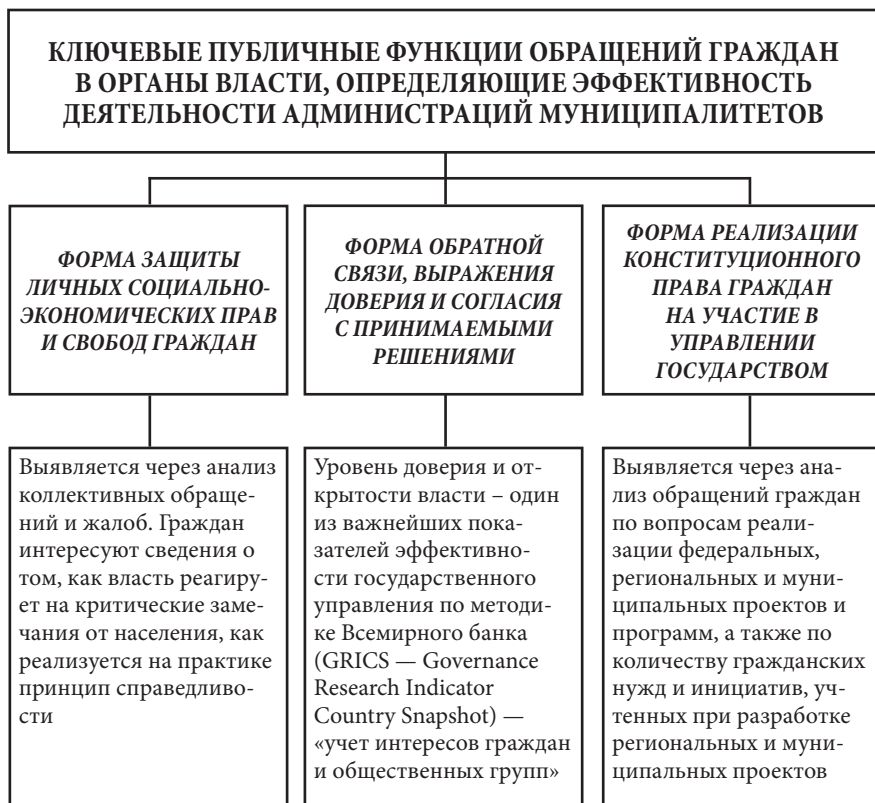 КЛЮЧЕВЫЕ ПУБЛИЧНЫЕ ФУНКЦИИ ОБРАЩЕНИЙ ГРАЖДАН
В ОРГАНЫ ВЛАСТИ, ОПРЕДЕЛЯЮЩИЕ ЭФФЕКТИВНОСТЬ
ДЕЯТЕЛЬНОСТИ АДМИНИСТРАЦИЙ МУНИЦИПАЛИТЕТОВ
ФОРМА ЗАЩИТЫ
ЛИЧНЫХ СОЦИАЛЬНО-
ЭКОНОМИЧЕСКИХ ПРАВ
И СВОБОД ГРАЖДАН
ФОРМА ОБРАТНОЙ
СВЯЗИ, ВЫРАЖЕНИЯ
ДОВЕРИЯ И СОГЛАСИЯ
С ПРИНИМАЕМЫМИ
РЕШЕНИЯМИ
ФОРМА РЕАЛИЗАЦИИ
КОНСТИТУЦИОННОГО
ПРАВА ГРАЖДАН
НА УЧАСТИЕ В
УПРАВЛЕНИИ
ГОСУДАРСТВОМ
Выявляется через анализ
коллективных обраще-
ний и жалоб. Граждан
интересуют сведения о
том, как власть реагиру-
ет на критические заме-
чания от населения, как
реализуется на практике
принцип справедливо-
сти
Уровень доверия и от-
крытости власти – один
из важнейших пока-
зателей эффективно-
сти государственного
управления по методи-
ке Всемирного банка
(GRICS — Governance
Research Indicator
Country Snapshot) —
«учет интересов граждан
и общественных групп»
Выявляется через ана-
лиз обращений граждан
по вопросам реали-
зации федеральных,
региональных и муни-
ципальных проектов и
программ, а также по
количеству гражданских
нужд и инициатив, уч-
тенных при разработке
региональных и муни-
ципальных проектов